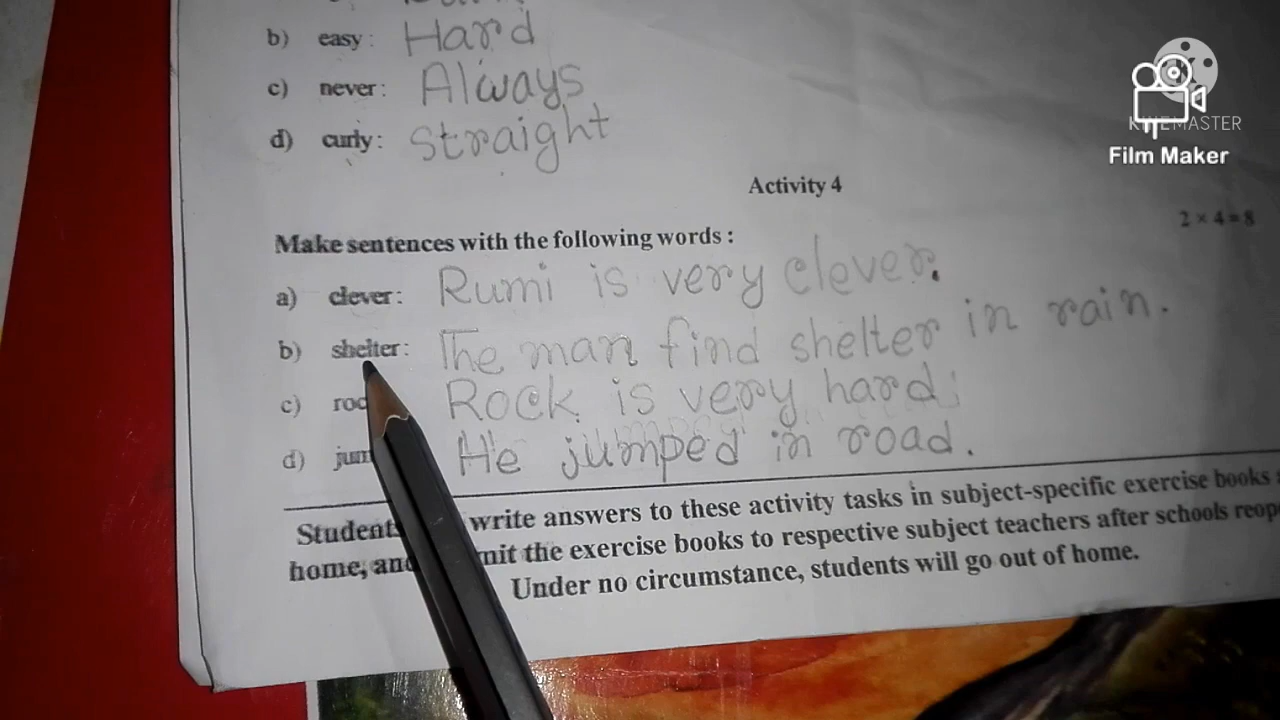 b) easy : Hard
c) never : Always
d) curly : Straight
KINEMASTER
Film Maker
Activity 4
2 × 4 = 8
Make sentences with the following words :
a) clever : Rumi is very clever.
b) shelter : The man find shelter in rain.
c) Rock is very hard
d) He jumped in road.
write answers to these activity tasks in subject-specific exercise books
home, the exercise books to respective subject teachers after schools
Under no circumstance, students will go out of home.